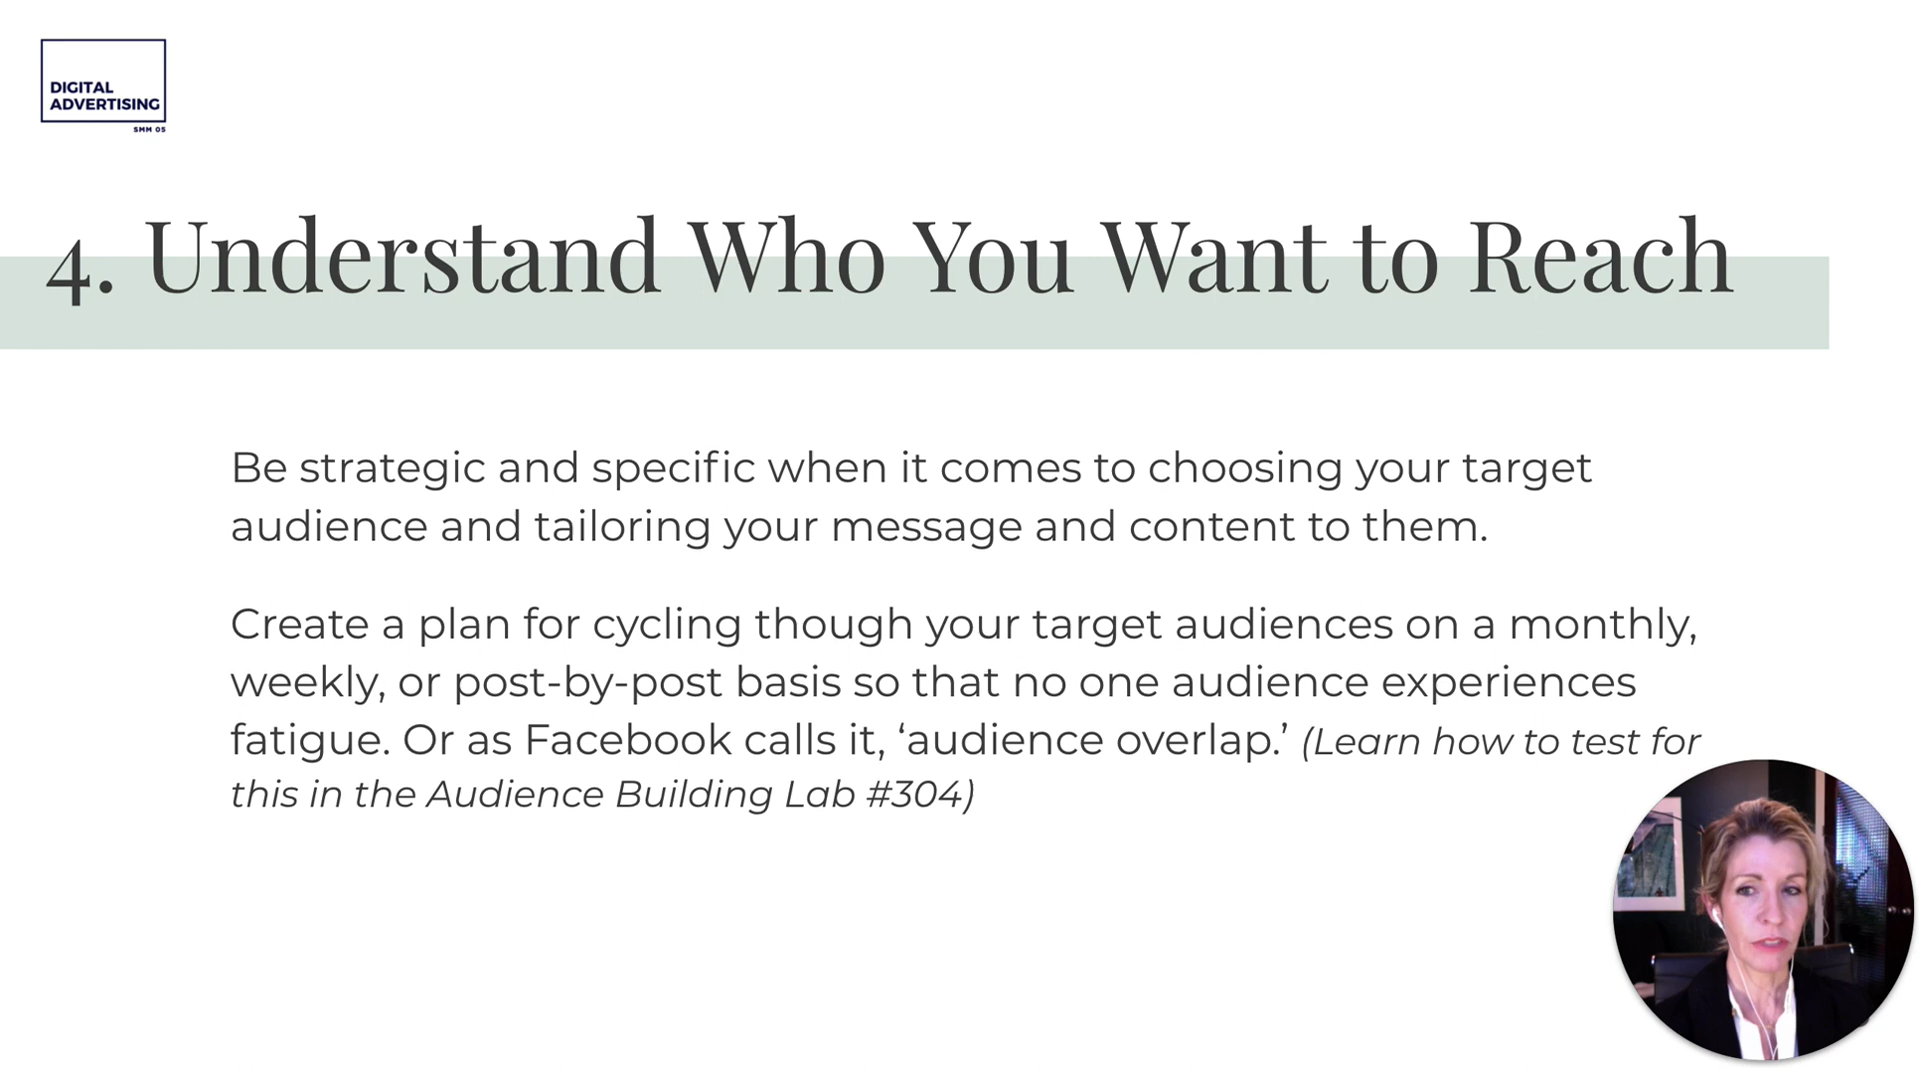 DIGITAL
ADVERTISING
SMM 05
4. Understand Who You Want to Reach
Be strategic and specific when it comes to choosing your target
audience and tailoring your message and content to them.
Create a plan for cycling though your target audiences on a monthly,
weekly, or post-by-post basis so that no one audience experiences
fatigue. Or as Facebook calls it, ‘audience overlap.’ (Learn how to test for
this in the Audience Building Lab #304)